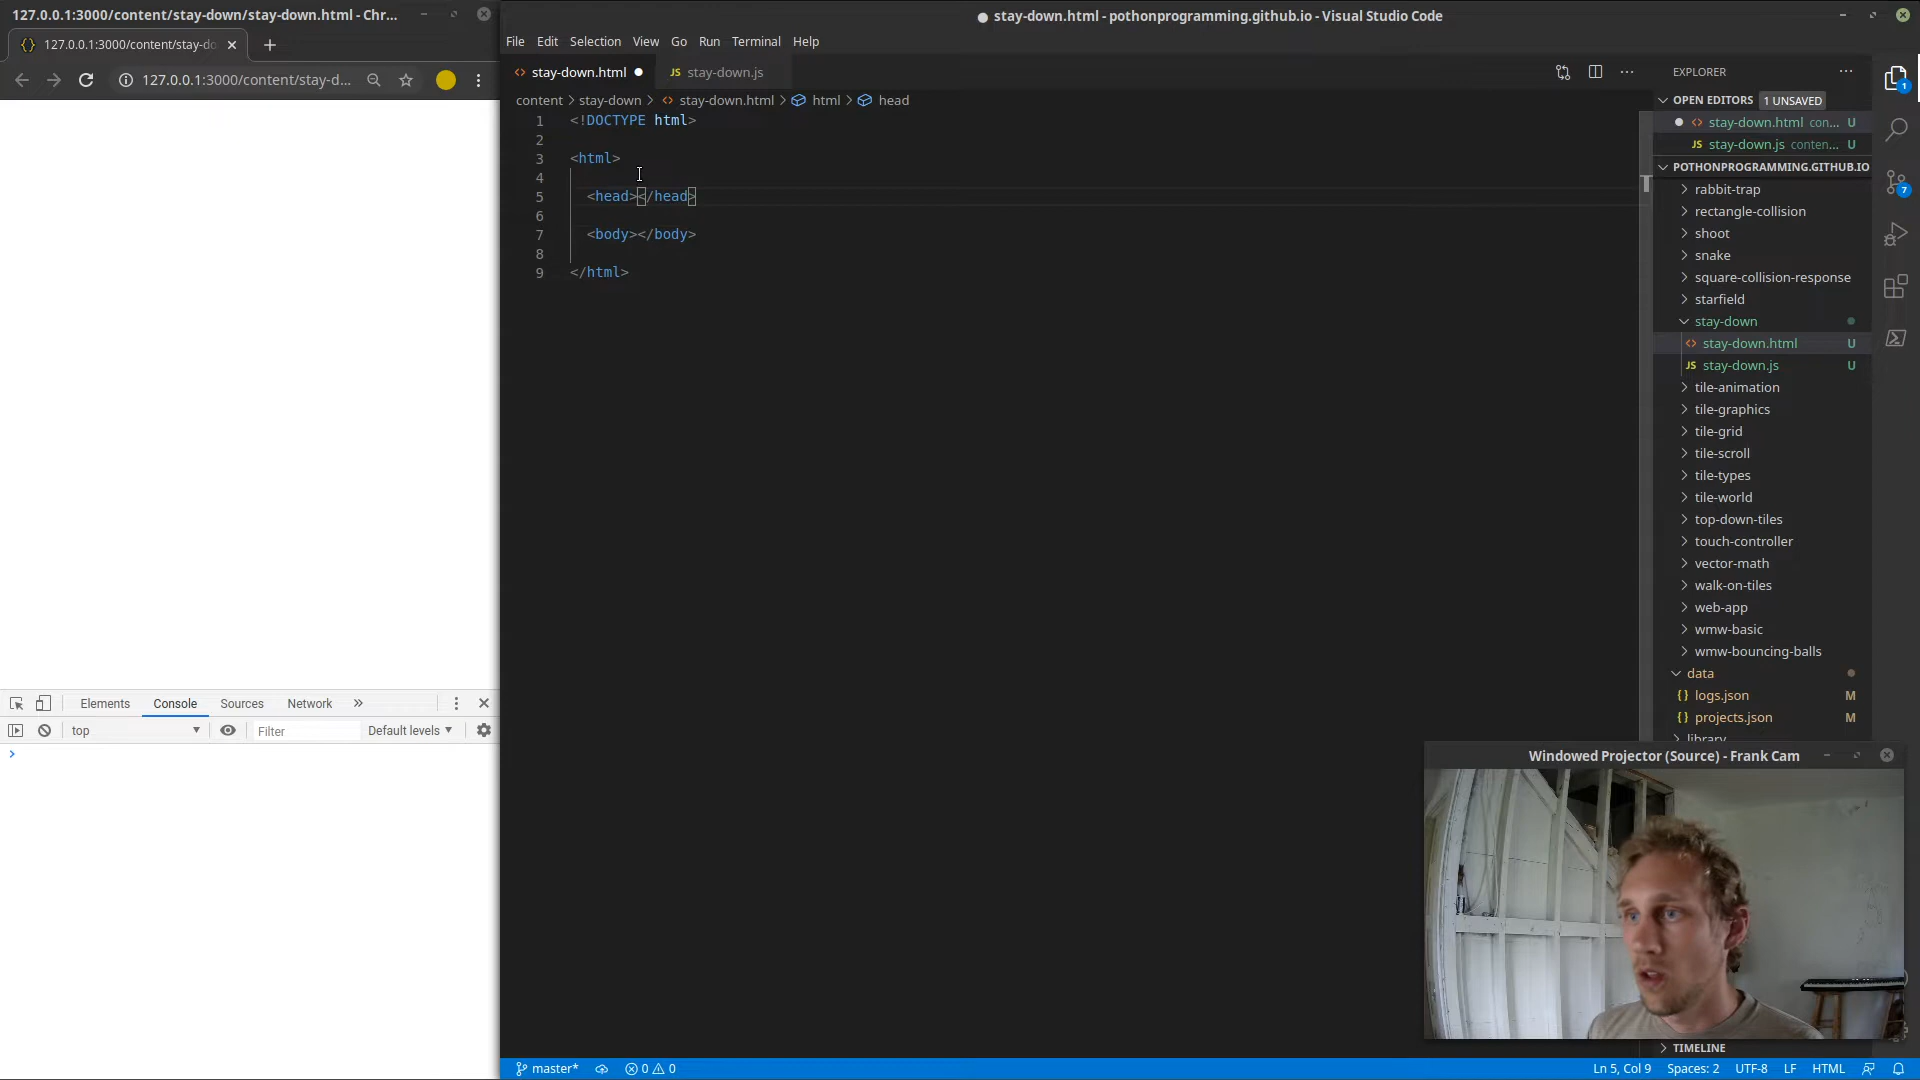 127.0.0.1:3000/content/stay-down/stay-down.html - Chr...
127.0.0.1:3000/content/stay-do
127.0.0.1:3000/content/stay-d...
Elements Console Sources Network »
top Filter Default levels
stay-down.html - pothonprogramming.github.io - Visual Studio Code
File Edit Selection View Go Run Terminal Help
stay-down.html JS stay-down.js
content > stay-down > stay-down.html > html > head
1 <!DOCTYPE html>
2
3 <html>
4
5 <head></head>
6
7 <body></body>
8
9 </html>
EXPLORER
OPEN EDITORS 1 UNSAVED
stay-down.html con... U
JS stay-down.js conten... U
POTHONPROGRAMMING.GITHUB.IO
rabbit-trap
rectangle-collision
shoot
snake
square-collision-response
starfield
stay-down
stay-down.html U
JS stay-down.js U
tile-animation
tile-graphics
tile-grid
tile-scroll
tile-types
tile-world
top-down-tiles
touch-controller
vector-math
walk-on-tiles
web-app
wmw-basic
wmw-bouncing-balls
data
{} logs.json M
{} projects.json M
library
1
7
Windowed Projector (Source) - Frank Cam
TIMELINE
master* 0 0 Ln 5, Col 9 Spaces: 2 UTF-8 LF HTML